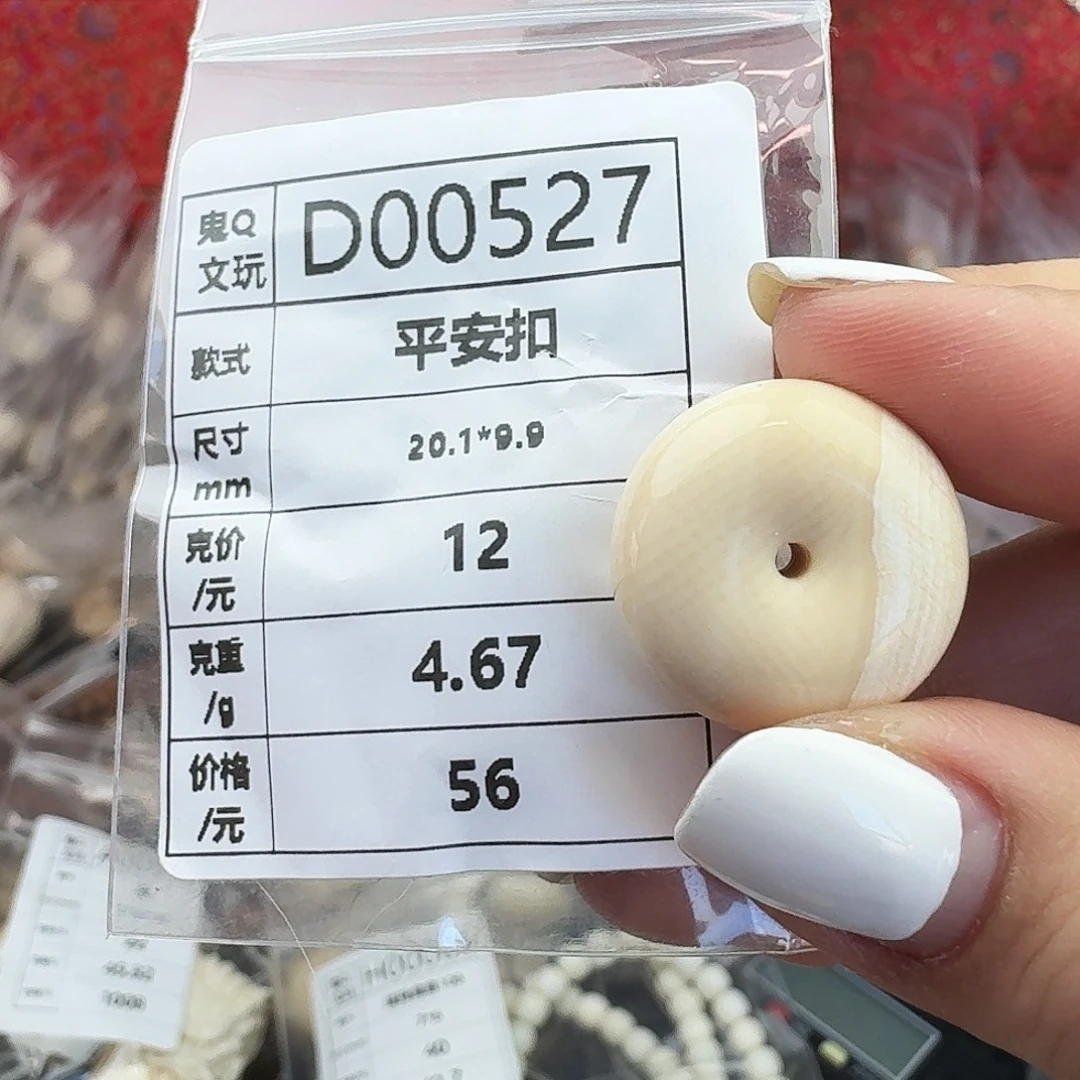 鬼Q
文玩
D00527
款式
平安扣
尺寸
mm
20.1*9.9
克价
/元
12
克重
/g
4.67
价格
/元
56